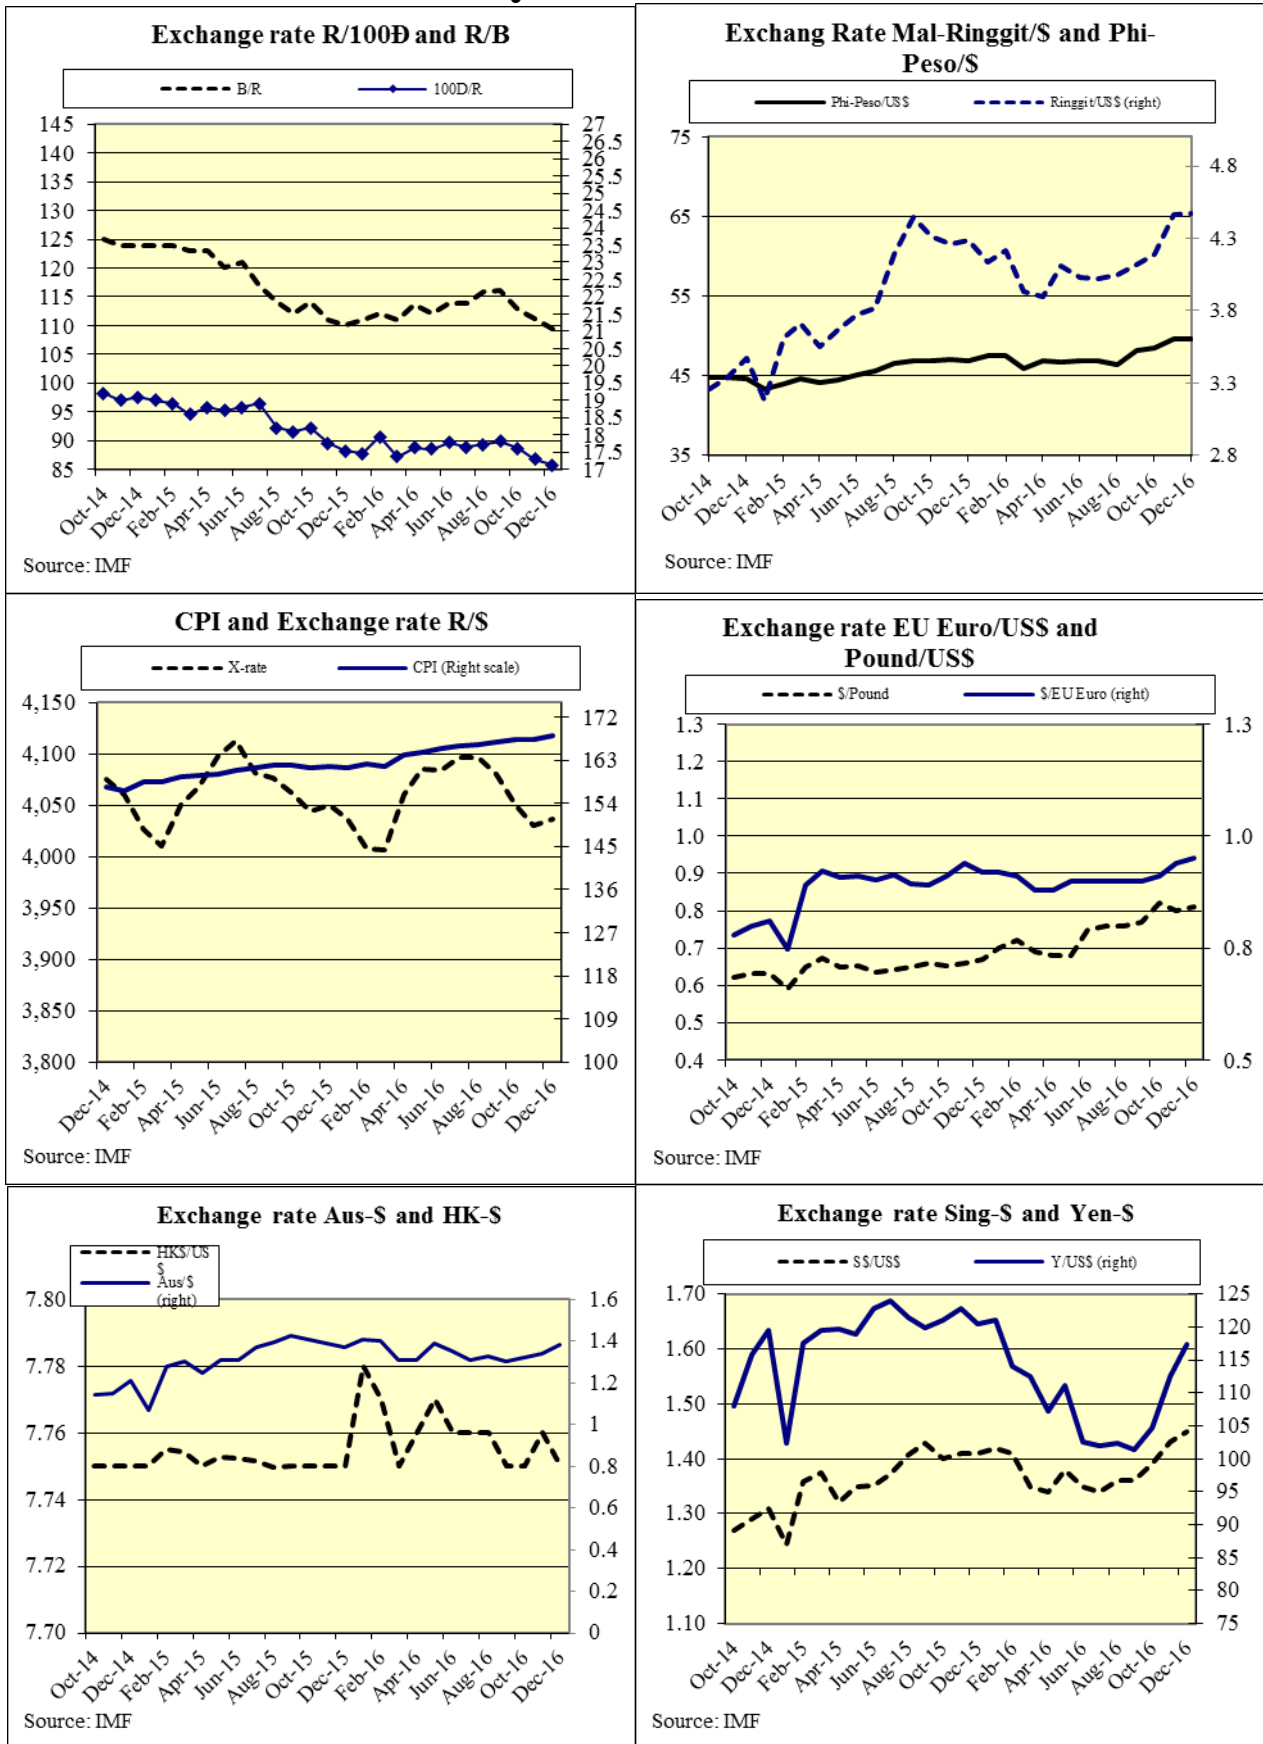 Exchange rate R/100Đ and R/B
B/R
100D/R
145
140
135
130
125
120
115
110
105
100
95
90
85
27
26.5
26
25.5
25
24.5
24
23.5
23
22.5
22
21.5
21
20.5
20
19.5
19
18.5
18
17.5
17
Oct-14
Dec-14
Feb-15
Apr-15
Jun-15
Aug-15
Oct-15
Dec-15
Feb-16
Apr-16
Jun-16
Aug-16
Oct-16
Dec-16
Source: IMF
Exchang Rate Mal-Ringgit/$ and Phi-
Peso/$
Phi-Peso/US$
Ringgit/US$ (right)
75
65
55
45
35
4.8
4.3
3.8
3.3
2.8
Oct-14
Dec-14
Feb-15
Apr-15
Jun-15
Aug-15
Oct-15
Dec-15
Feb-16
Apr-16
Jun-16
Aug-16
Oct-16
Dec-16
Source: IMF
CPI and Exchange rate R/$
X-rate
CPI (Right scale)
4,150
4,100
4,050
4,000
3,950
3,900
3,850
3,800
172
163
154
145
136
127
118
109
100
Dec-14
Feb-15
Apr-15
Jun-15
Aug-15
Oct-15
Dec-15
Feb-16
Apr-16
Jun-16
Aug-16
Oct-16
Dec-16
Source: IMF
Exchange rate EU Euro/US$ and
Pound/US$
$/Pound
$/EU Euro (right)
1.3
1.2
1.1
1.0
0.9
0.8
0.7
0.6
0.5
0.4
1.3
1.0
0.8
0.5
Oct-14
Dec-14
Feb-15
Apr-15
Jun-15
Aug-15
Oct-15
Dec-15
Feb-16
Apr-16
Jun-16
Aug-16
Oct-16
Dec-16
Source: IMF
Exchange rate Aus-$ and HK-$
HK$/US
$
Aus/$
(right)
7.80
7.78
7.76
7.74
7.72
7.70
1.6
1.4
1.2
1
0.8
0.6
0.4
0.2
0
Oct-14
Dec-14
Feb-15
Apr-15
Jun-15
Aug-15
Oct-15
Dec-15
Feb-16
Apr-16
Jun-16
Aug-16
Oct-16
Dec-16
Source: IMF
Exchange rate Sing-$ and Yen-$
S$/US$
Y/US$ (right)
1.70
1.60
1.50
1.40
1.30
1.20
1.10
125
120
115
110
105
100
95
90
85
80
75
Oct-14
Dec-14
Feb-15
Apr-15
Jun-15
Aug-15
Oct-15
Dec-15
Feb-16
Apr-16
Jun-16
Aug-16
Oct-16
Dec-16
Source: IMF